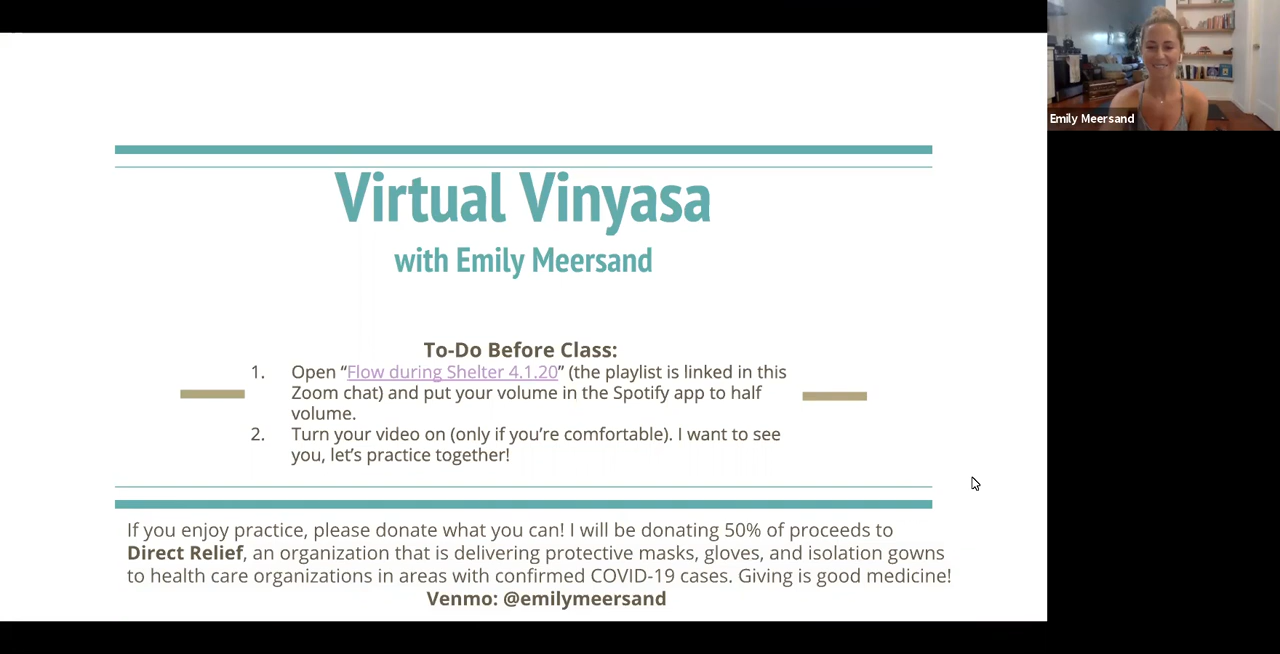 Emily Meersand
Virtual Vinyasa
with Emily Meersand
To-Do Before Class:
1. Open “Flow during Shelter 4.1.20” (the playlist is linked in this
Zoom chat) and put your volume in the Spotify app to half
volume.
2. Turn your video on (only if you’re comfortable). I want to see
you, let’s practice together!
If you enjoy practice, please donate what you can! I will be donating 50% of proceeds to
Direct Relief, an organization that is delivering protective masks, gloves, and isolation gowns
to health care organizations in areas with confirmed COVID-19 cases. Giving is good medicine!
Venmo: @emilymeersand